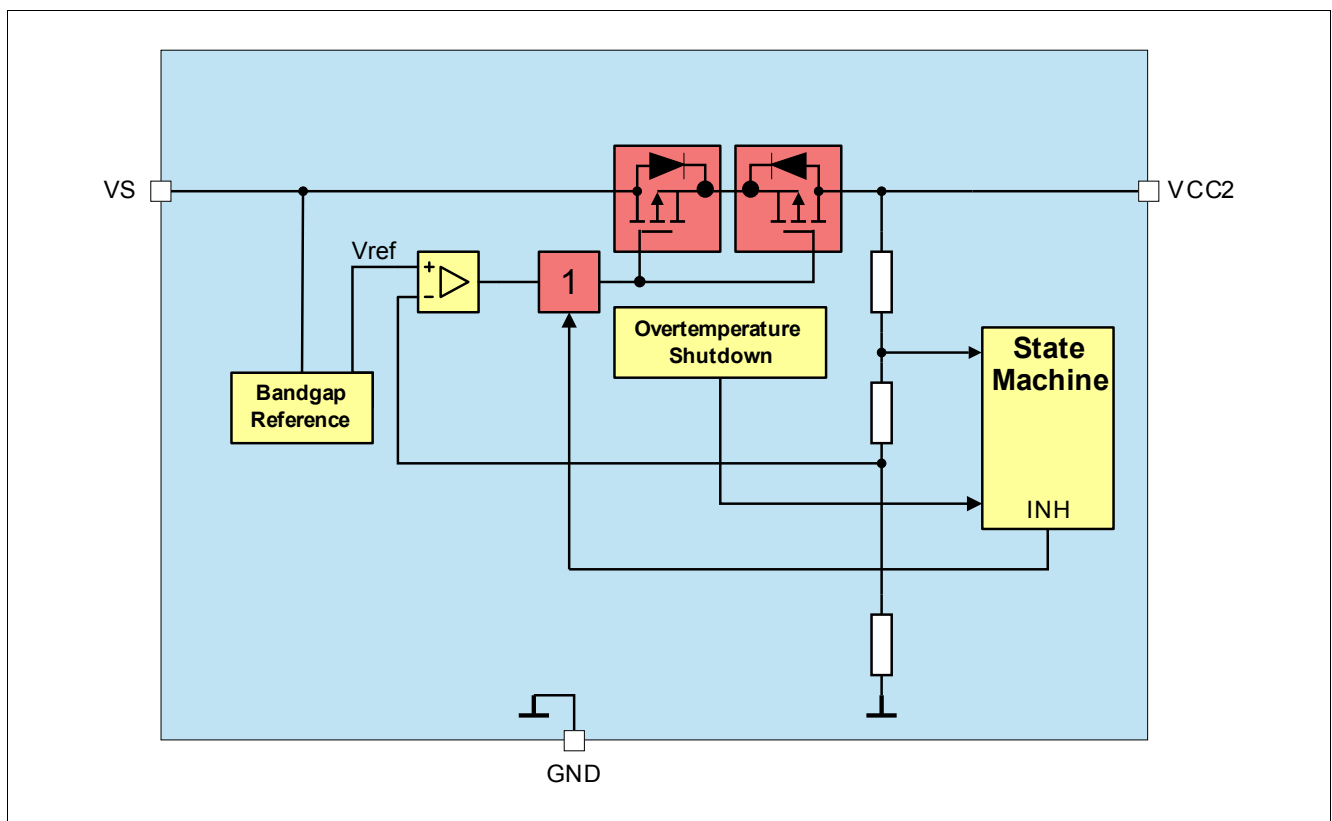 VS
VCC2
Vref
+
-
1
Overtemperature
Shutdown
State
Machine
Bandgap
Reference
INH
GND